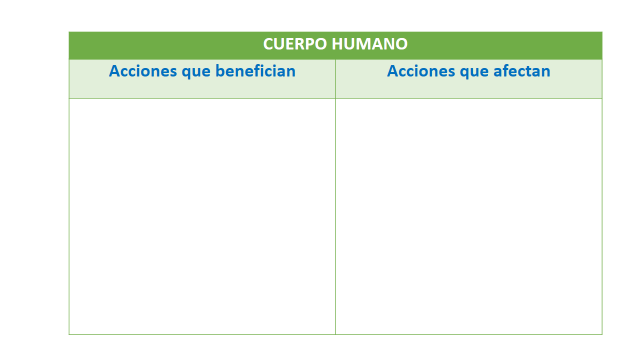 CUERPO HUMANO
Acciones que benefician
Acciones que afectan